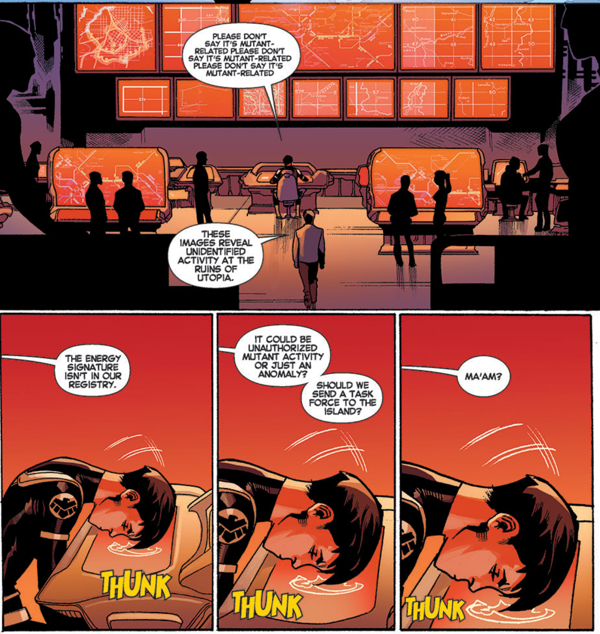 PLEASE DON'T
SAY IT'S MUTANT-
RELATED PLEASE DON'T
SAY IT'S MUTANT-RELATED
PLEASE DON'T SAY IT'S
MUTANT-RELATED
THESE
IMAGES REVEAL
UNIDENTIFIED
ACTIVITY AT THE
RUINS OF
UTOPIA.
THE ENERGY
SIGNATURE
ISN'T IN OUR
REGISTRY.
THUNK
IT COULD BE
UNAUTHORIZED
MUTANT ACTIVITY
OR JUST AN
ANOMALY?
SHOULD WE
SEND A TASK
FORCE TO THE
ISLAND?
THUNK
MA'AM?
THUNK